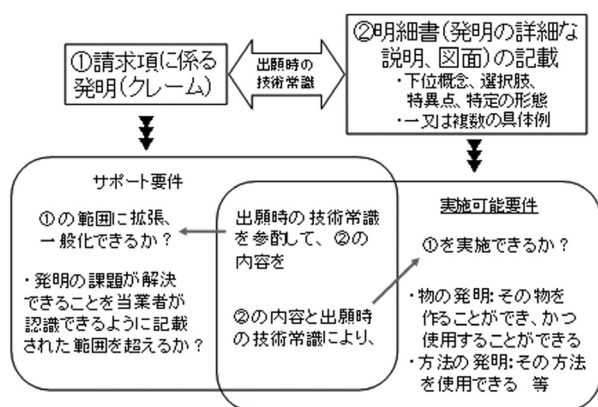 ①請求項に係る
発明(クレーム)
出願時の
技術常識
②明細書(発明の詳細な
説明、図面)の記載
・下位概念、選択肢、
特異点、特定の形態
・一又は複数の具体例
サポート要件
①の範囲に拡張、
一般化できるか?
・発明の課題が解決
できることを当業者が
認識できるように記載
された範囲を超えるか?
出願時の技術常識
を参酌して、②の
内容を
②の内容と出願時
の技術常識により、
実施可能要件
①を実施できるか?
・物の発明:その物を
作ることができ、かつ
使用することができる
・方法の発明:その方法
を使用できる 等